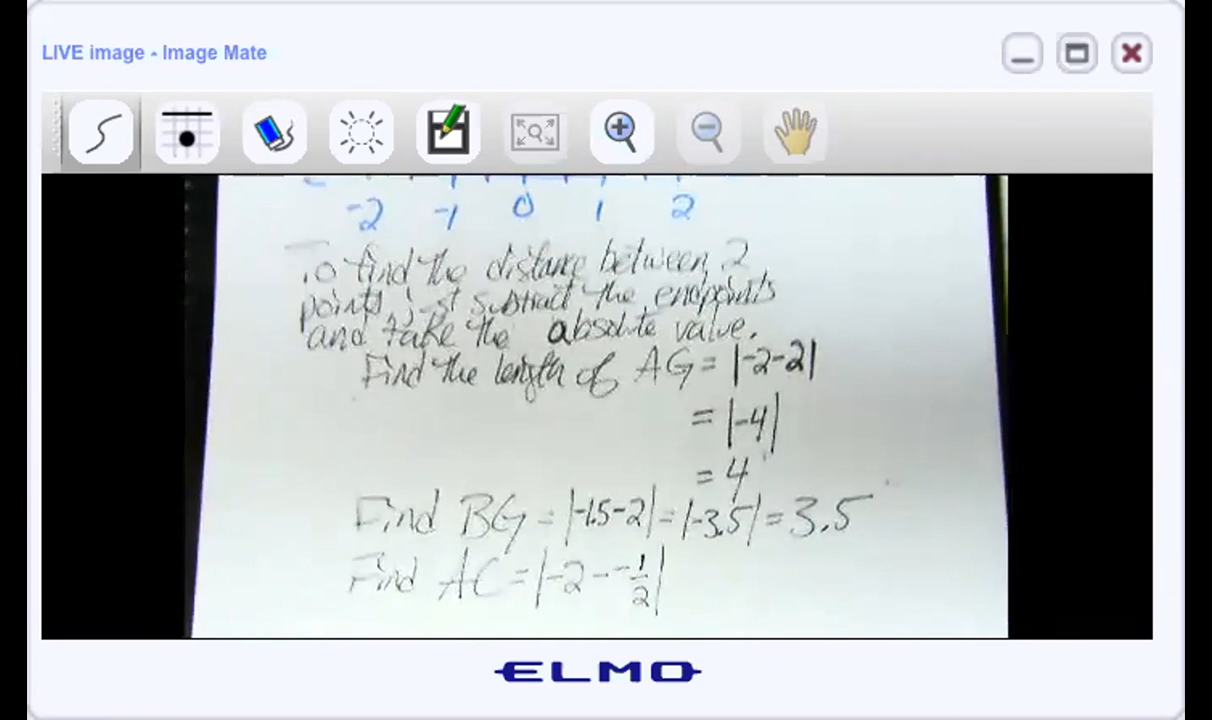 LIVE image - Image Mate
-2 -1 0 1 2
To find the distance between 2
points just subtract the endpoints
and take the absolute value.
Find the length of AG = |-2-2|
= |-4|
= 4
Find BG = |-1.5-2| = |-3.5| = 3.5
Find AC = |-2--1/2|
ELMO